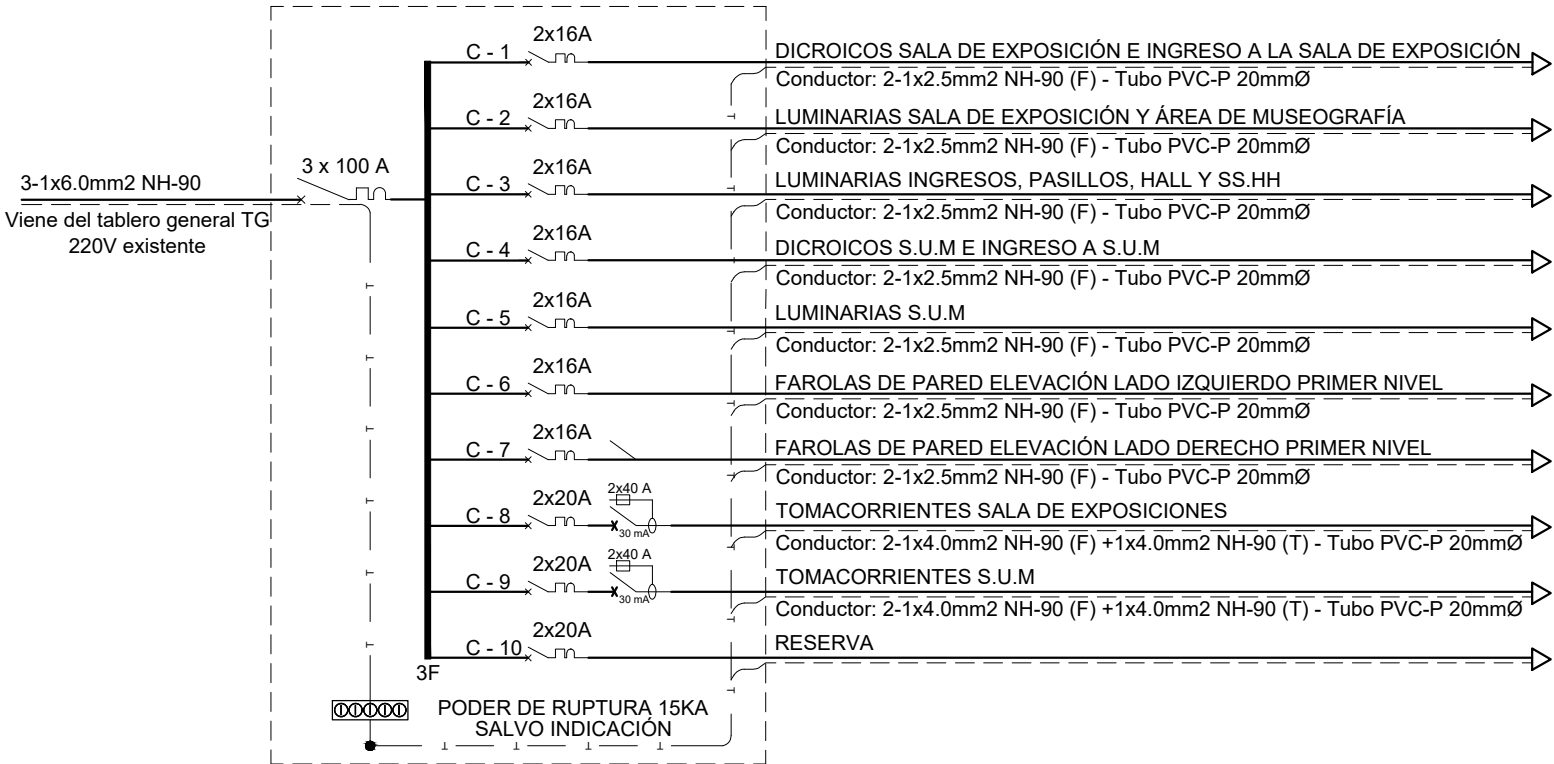 3-1x6.0mm2 NH-90
Viene del tablero general TG
220V existente
3 x 100 A
C - 1
2x16A
DICROICOS SALA DE EXPOSICIÓN E INGRESO A LA SALA DE EXPOSICIÓN
Conductor: 2-1x2.5mm2 NH-90 (F) - Tubo PVC-P 20mmØ
C - 2
2x16A
LUMINARIAS SALA DE EXPOSICIÓN Y ÁREA DE MUSEOGRAFÍA
Conductor: 2-1x2.5mm2 NH-90 (F) - Tubo PVC-P 20mmØ
C - 3
2x16A
LUMINARIAS INGRESOS, PASILLOS, HALL Y SS.HH
Conductor: 2-1x2.5mm2 NH-90 (F) - Tubo PVC-P 20mmØ
C - 4
2x16A
DICROICOS S.U.M E INGRESO A S.U.M
Conductor: 2-1x2.5mm2 NH-90 (F) - Tubo PVC-P 20mmØ
C - 5
2x16A
LUMINARIAS S.U.M
Conductor: 2-1x2.5mm2 NH-90 (F) - Tubo PVC-P 20mmØ
C - 6
2x16A
FAROLAS DE PARED ELEVACIÓN LADO IZQUIERDO PRIMER NIVEL
Conductor: 2-1x2.5mm2 NH-90 (F) - Tubo PVC-P 20mmØ
C - 7
2x16A
FAROLAS DE PARED ELEVACIÓN LADO DERECHO PRIMER NIVEL
Conductor: 2-1x2.5mm2 NH-90 (F) - Tubo PVC-P 20mmØ
C - 8
2x20A
2x40 A
30 mA
TOMACORRIENTES SALA DE EXPOSICIONES
Conductor: 2-1x4.0mm2 NH-90 (F) +1x4.0mm2 NH-90 (T) - Tubo PVC-P 20mmØ
C - 9
2x20A
2x40 A
30 mA
TOMACORRIENTES S.U.M
Conductor: 2-1x4.0mm2 NH-90 (F) +1x4.0mm2 NH-90 (T) - Tubo PVC-P 20mmØ
C - 10
2x20A
RESERVA
3F
PODER DE RUPTURA 15KA
SALVO INDICACIÓN